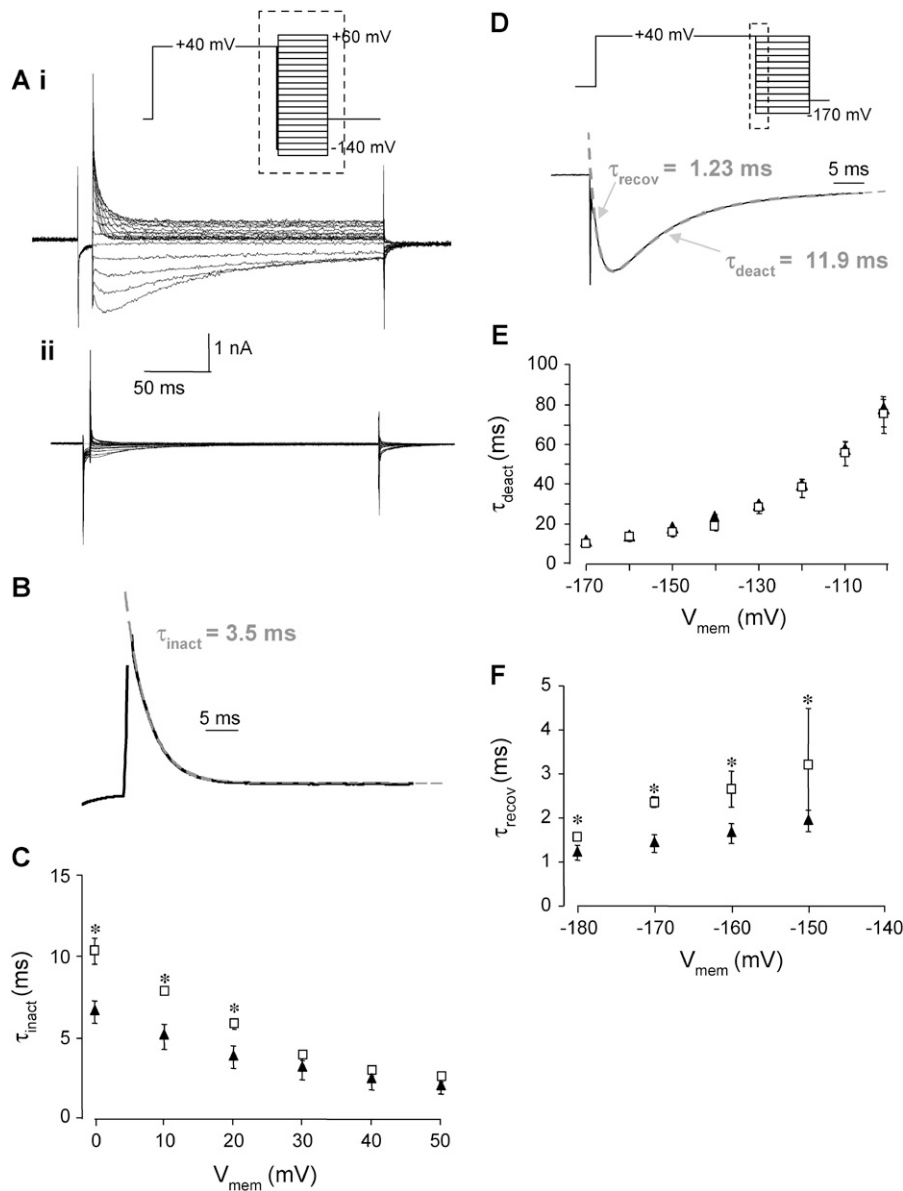 A i
+40 mV
+60 mV
-140 mV
ii
1 nA
50 ms
B
τinact = 3.5 ms
5 ms
C
15
10
5
0
τinact (ms)
* * *
0 10 20 30 40 50
Vmem (mV)
D
+40 mV
-170 mV
τrecov = 1.23 ms
5 ms
τdeact = 11.9 ms
E
100
80
60
40
20
0
τdeact (ms)
-170 -150 -130 -110
Vmem (mV)
F
5
4
3
2
1
0
τrecov (ms)
* * * *
-180 -170 -160 -150 -140
Vmem (mV)